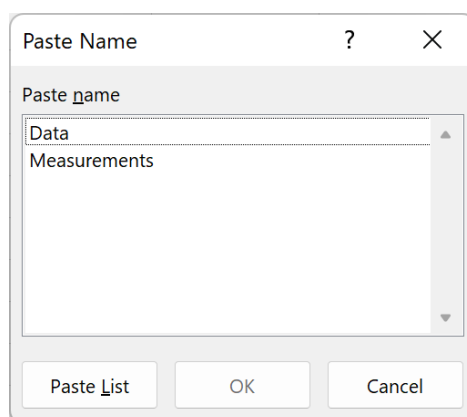 Paste Name ?
Paste name
Data
Measurements
Paste List OK Cancel